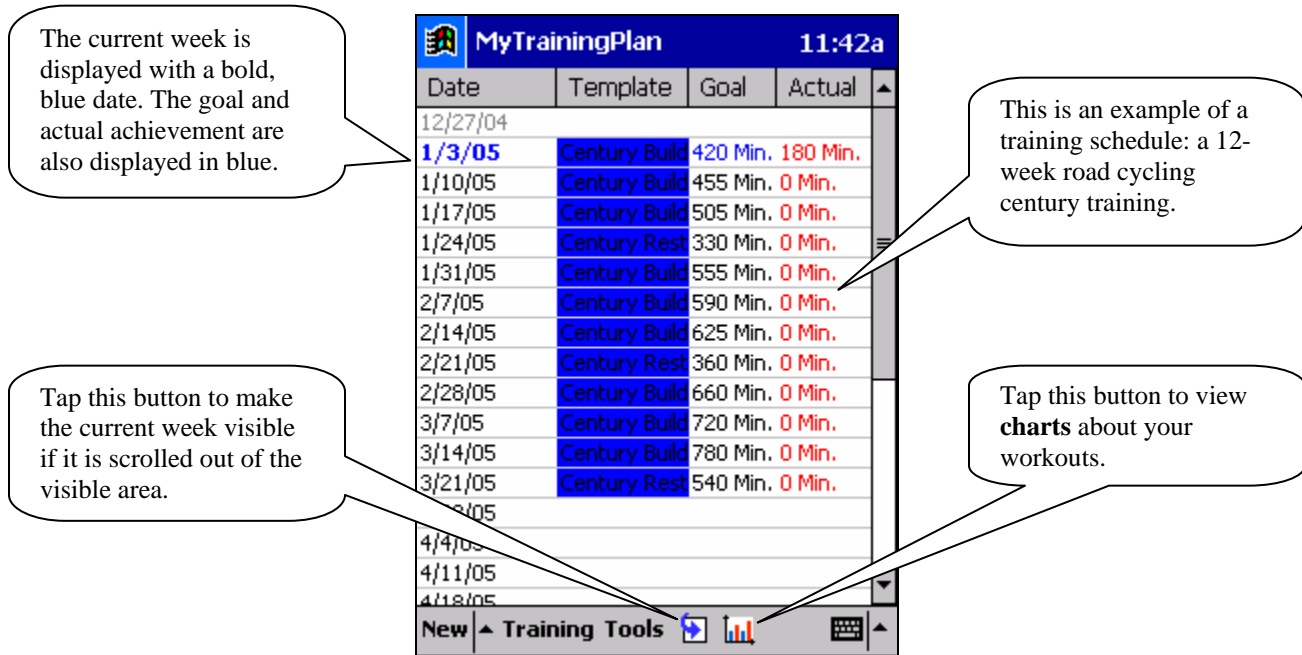 The current week is
displayed with a bold,
blue date. The goal and
actual achievement are
also displayed in blue.
Tap this button to make
the current week visible
if it is scrolled out of the
visible area.
MyTrainingPlan 11:42a
Date Template Goal Actual
12/27/04
1/3/05 Century Build 420 Min. 180 Min.
1/10/05 Century Build 455 Min. 0 Min.
1/17/05 Century Build 505 Min. 0 Min.
1/24/05 Century Rest 330 Min. 0 Min.
1/31/05 Century Build 555 Min. 0 Min.
2/7/05 Century Build 590 Min. 0 Min.
2/14/05 Century Build 625 Min. 0 Min.
2/21/05 Century Rest 360 Min. 0 Min.
2/28/05 Century Build 660 Min. 0 Min.
3/7/05 Century Build 720 Min. 0 Min.
3/14/05 Century Build 780 Min. 0 Min.
3/21/05 Century Rest 540 Min. 0 Min.
4/4/05
4/11/05
4/18/05
New Training Tools
This is an example of a
training schedule: a 12-
week road cycling
century training.
Tap this button to view
charts about your
workouts.